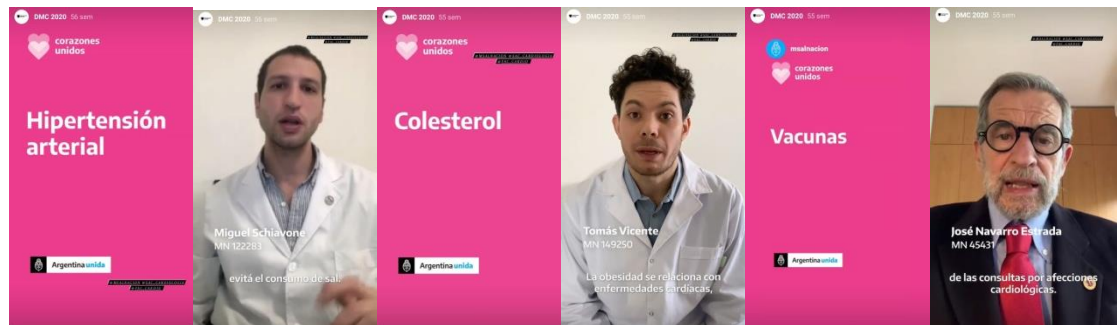 DMC 2020 56 sem
corazones
unidos
Hipertensión
arterial
Argentina unida
DMC 2020 56 sem
Miguel Schiavone
MN 122283
evitá el consumo de sal.
DMC 2020 55 sem
corazones
unidos
Colesterol
Argentina unida
DMC 2020 55 sem
Tomás Vicente
MN 149250
La obesidad se relaciona con
enfermedades cardíacas,
DMC 2020 55 sem
msalnacion
corazones
unidos
Vacunas
Argentina unida
DMC 2020 55 sem
José Navarro Estrada
MN 45431
de las consultas por afecciones
cardiológicas.